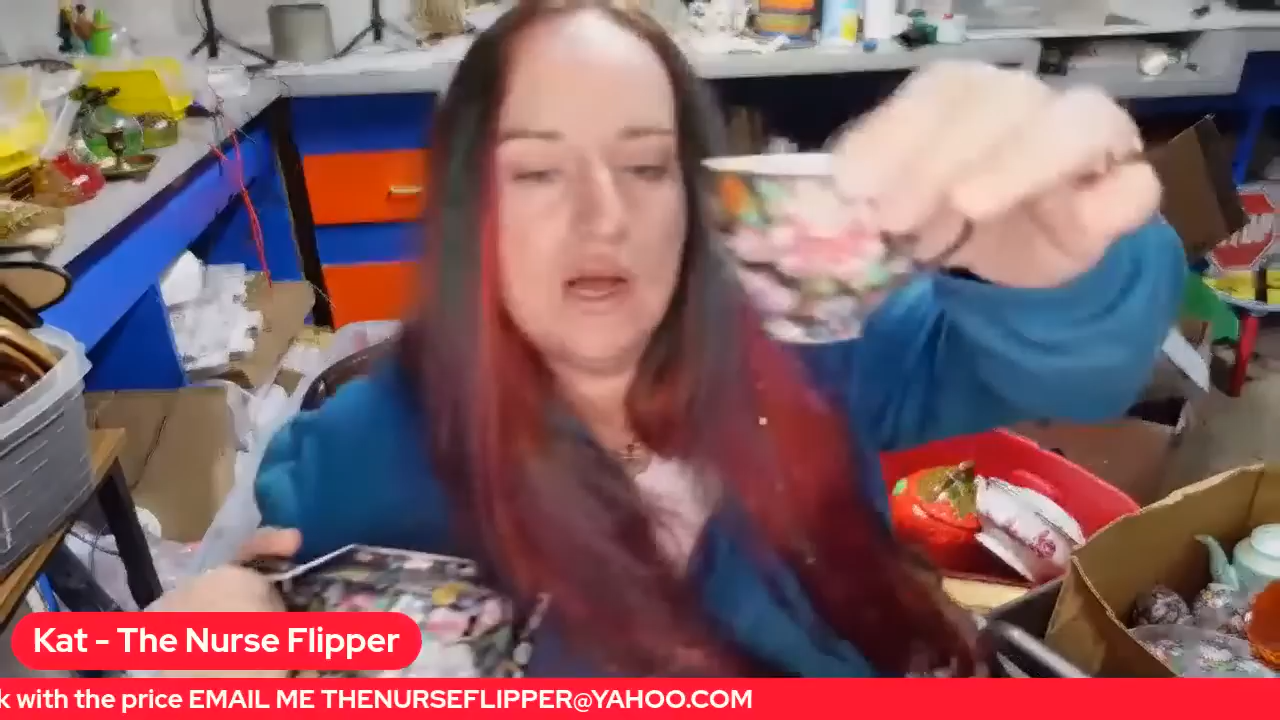 Kat - The Nurse Flipper
k with the price EMAIL ME THENURSEFLIPPER@YAHOO.COM